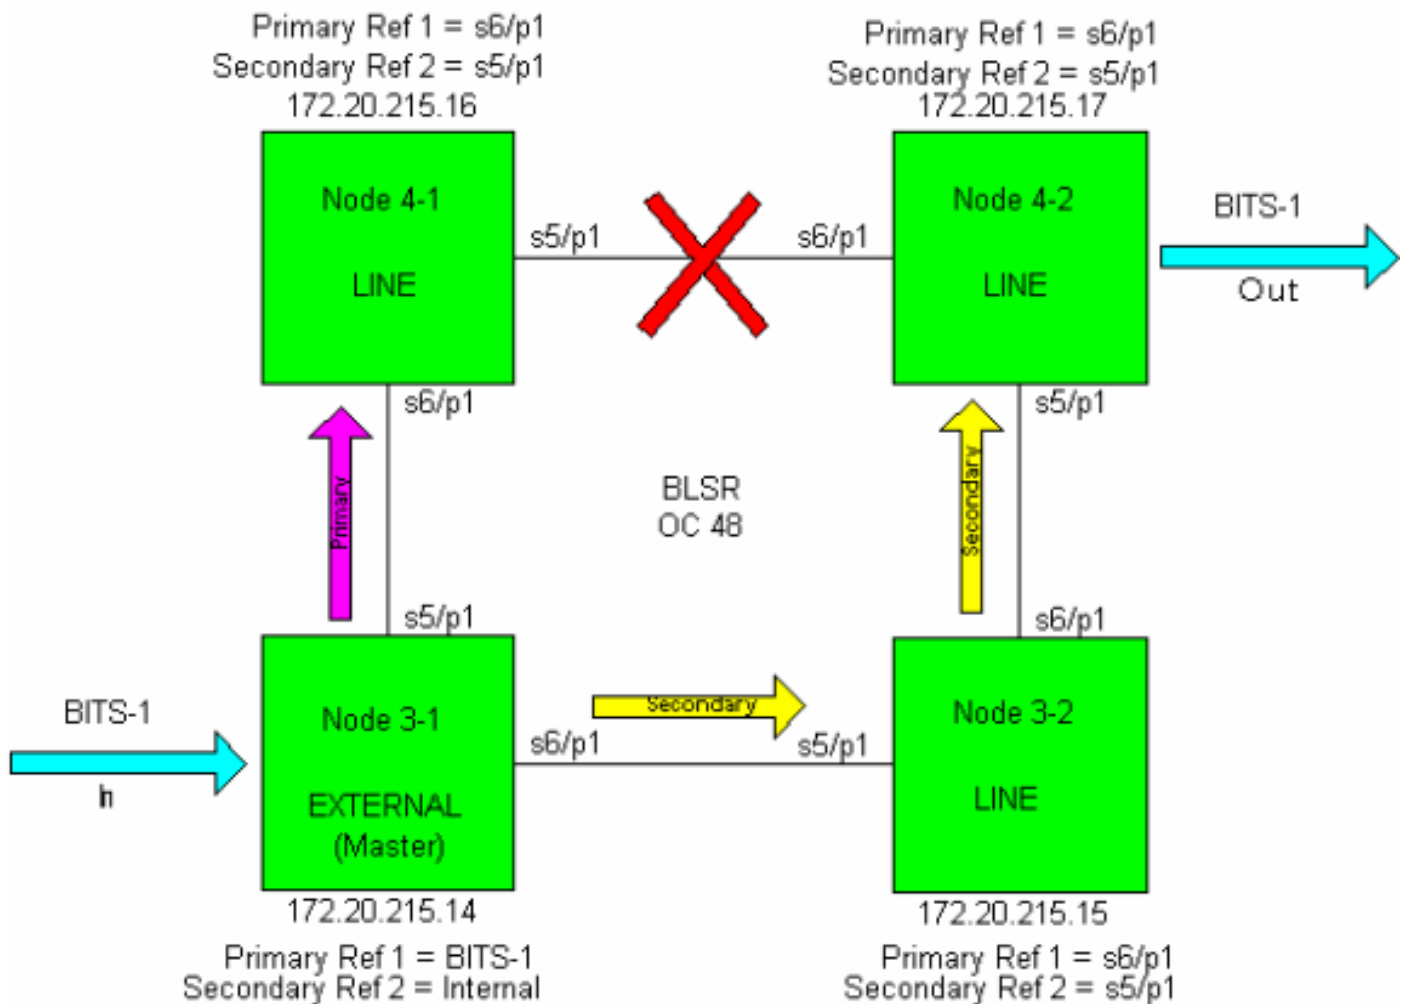 Primary Ref 1 = s6/p1
Secondary Ref 2 = s5/p1
172.20.215.16
Primary Ref 1 = s6/p1
Secondary Ref 2 = s5/p1
172.20.215.17
Node 4-1
LINE
s5/p1
s6/p1
Node 4-2
LINE
BITS-1
Out
s6/p1
s5/p1
Primary
BLSR
OC 48
Secondary
s5/p1
s6/p1
BITS-1
In
Node 3-1
EXTERNAL
(Master)
Secondary
s6/p1
s5/p1
Node 3-2
LINE
172.20.215.14
Primary Ref 1 = BITS-1
Secondary Ref 2 = Internal
172.20.215.15
Primary Ref 1 = s6/p1
Secondary Ref 2 = s5/p1